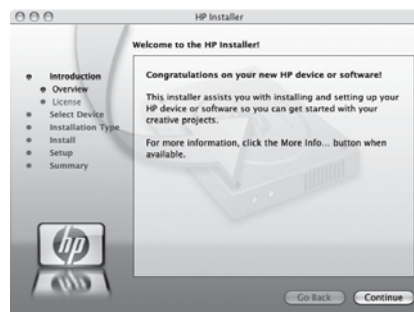 HP Installer
Welcome to the HP Installer!
Introduction
Overview
License
Select Device
Installation Type
Install
Setup
Summary
Congratulations on your new HP device or software!
This installer assists you with installing and setting up your
HP device or software so you can get started with your
creative projects.
For more information, click the More Info... button when
available.
hp
Go Back
Continue